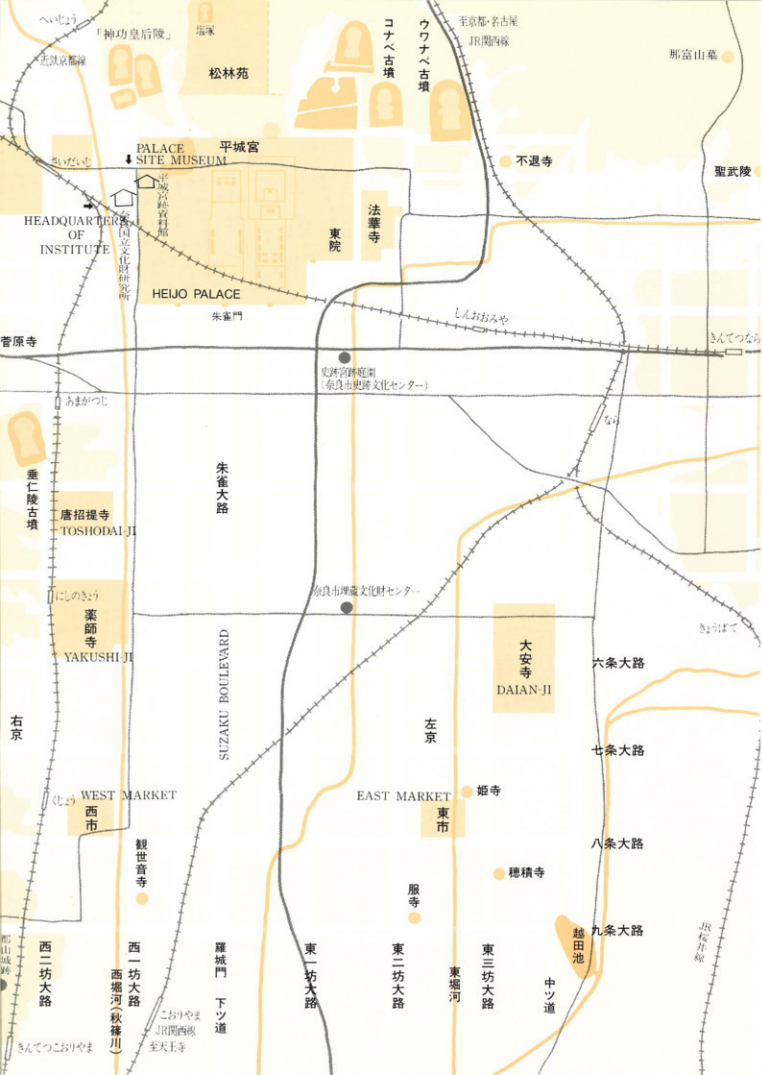 へいじょう
「神功皇后陵」
塩塚
コナベ古墳
ウワナベ古墳
至京都・名古屋
JR関西線
近鉄京都線
松林苑
那富山墓
PALACE
SITE MUSEUM
平城宮
さいだいじ
不退寺
聖武陵
平城宮跡資料館
HEADQUARTERS
OF
INSTITUTE
奈良国立文化財研究所
東院
法華寺
HEIJO PALACE
朱雀門
しんおおみや
菅原寺
きんてつなら
史跡宮跡庭園
(奈良市史跡文化センター)
あまがつじ
なら
垂仁陵古墳
朱雀大路
唐招提寺
TOSHODAI-JI
にしのきょう
奈良市埋蔵文化財センター
薬師寺
YAKUSHI-JI
SUZAKU BOULEVARD
大安寺
DAIAN-JI
きょうばて
六条大路
右京
左京
七条大路
くじょう
WEST MARKET
西市
EAST MARKET
東市
姫寺
八条大路
観世音寺
穂積寺
服寺
越田池
九条大路
郡山城跡
西二坊大路
西堀河(秋篠川)
西一坊大路
羅城門 下ツ道
東一坊大路
東二坊大路
東堀河
東三坊大路
中ツ道
JR桜井線
こおりやま
JR関西線
至天王寺
きんてつこおりやま